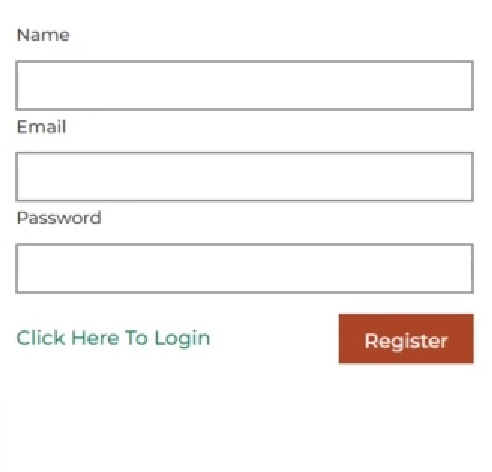 Name
Email
Password
Click Here To Login
Register